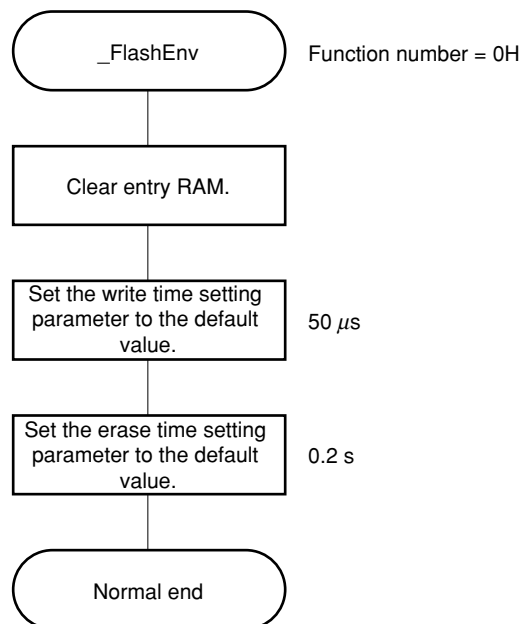 _FlashEnv
Function number = 0H
Clear entry RAM.
Set the write time setting
parameter to the default
value.
50 μs
Set the erase time setting
parameter to the default
value.
0.2 s
Normal end